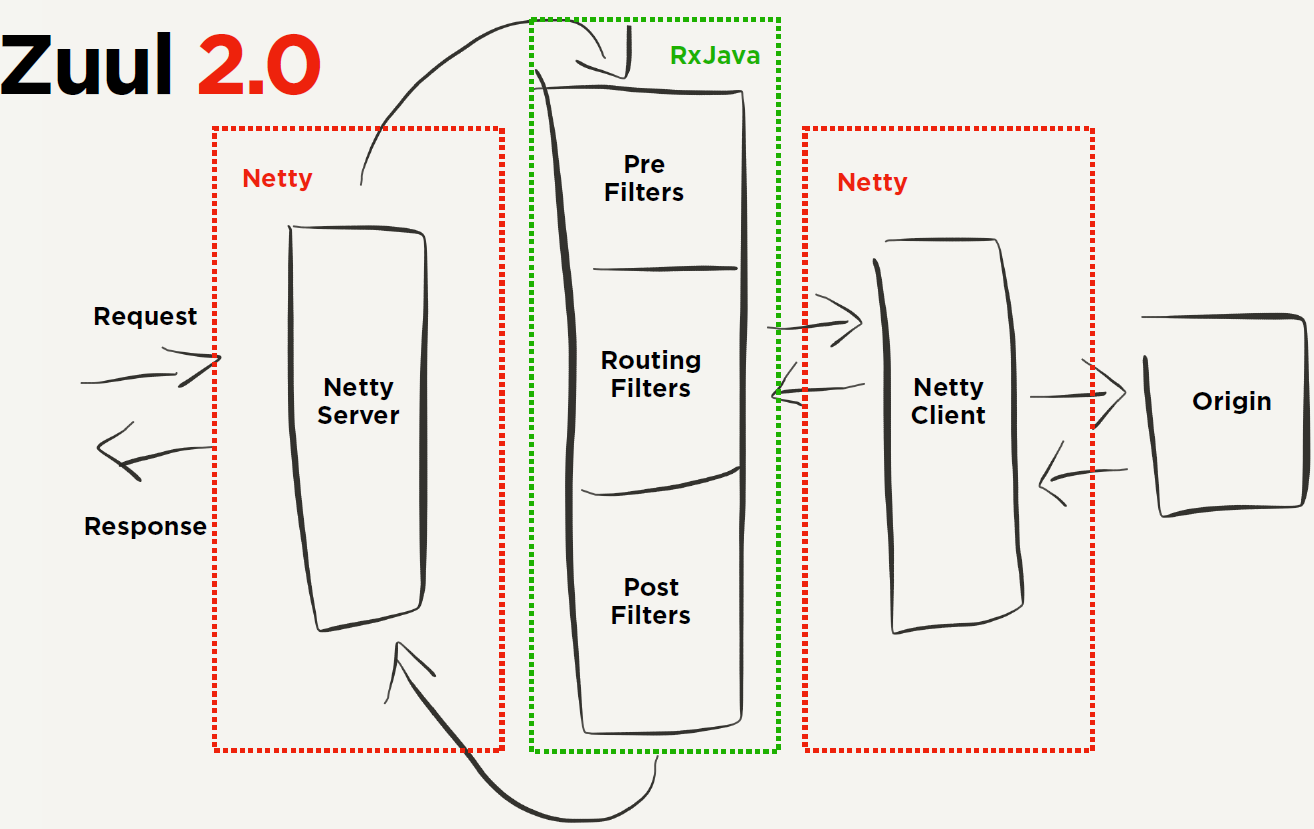 Zuul 2.0
RxJava
Netty
Netty
Pre
Filters
Request
Routing
Filters
Netty
Server
Netty
Client
Origin
Response
Post
Filters